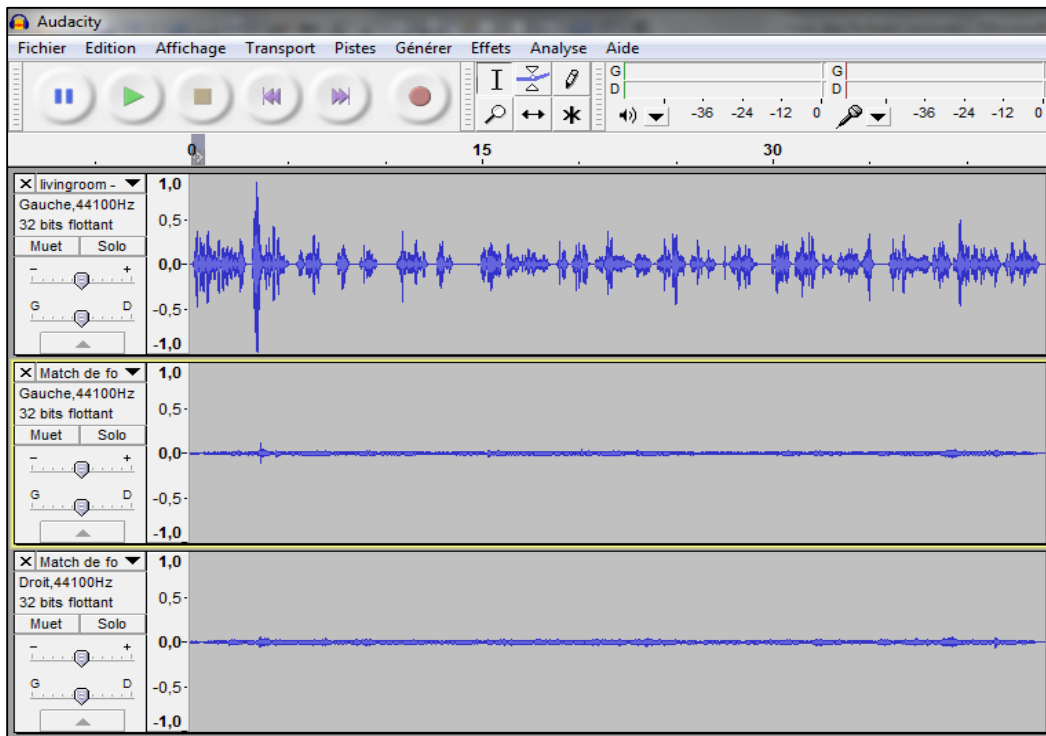 Audacity
Fichier Edition Affichage Transport Pistes Générer Effets Analyse Aide
G
D
-36 -24 -12 0
G
D
-36 -24 -12 0
0 15 30
livingroom -
Gauche,44100Hz
32 bits flottant
Muet Solo
- +
G D
1,0
0,5-
0,0-
-0,5-
-1,0
Match de fo
Gauche,44100Hz
32 bits flottant
Muet Solo
- +
G D
1,0
0,5-
0,0-
-0,5-
-1,0
Match de fo
Droit,44100Hz
32 bits flottant
Muet Solo
- +
G D
1,0
0,5-
0,0-
-0,5-
-1,0